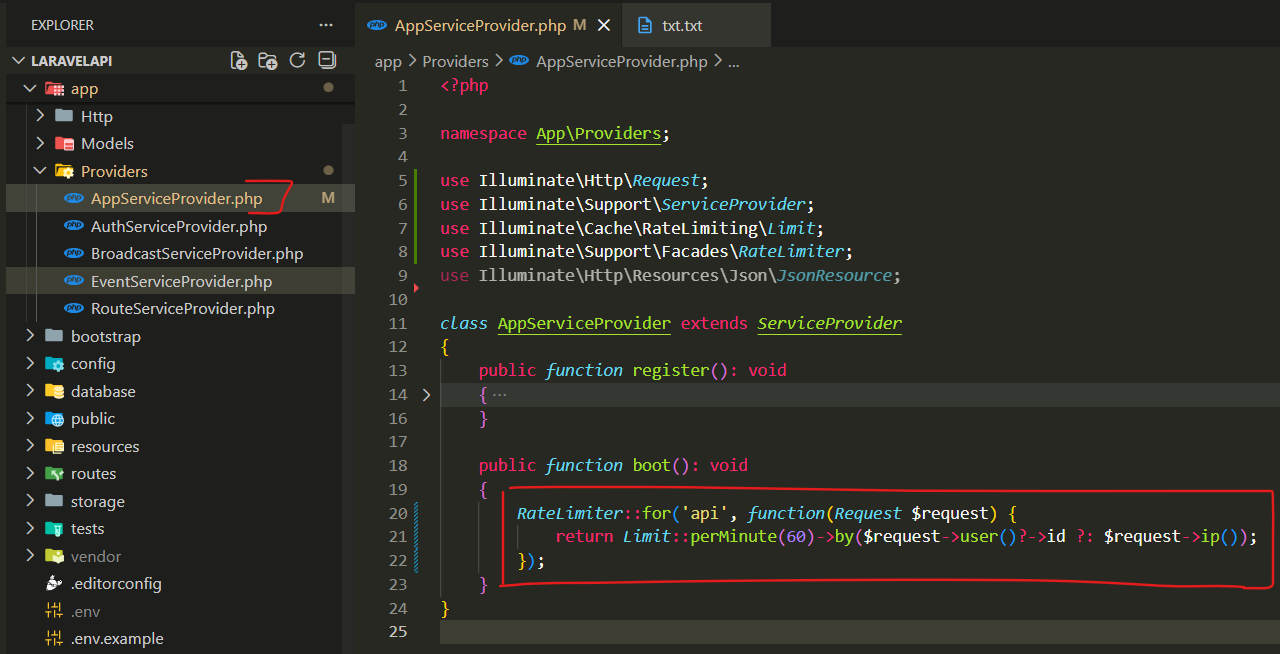 EXPLORER ...
LARAVELAPI
app
Http
Models
Providers
AppServiceProvider.php M
AuthServiceProvider.php
BroadcastServiceProvider.php
EventServiceProvider.php
RouteServiceProvider.php
bootstrap
config
database
public
resources
routes
storage
tests
vendor
.editorconfig
.env
.env.example
php AppServiceProvider.php M txt.txt
app > Providers > php AppServiceProvider.php > ...
1 <?php
2
3 namespace App\Providers;
4
5 use Illuminate\Http\Request;
6 use Illuminate\Support\ServiceProvider;
7 use Illuminate\Cache\RateLimiting\Limit;
8 use Illuminate\Support\Facades\RateLimiter;
9 use Illuminate\Http\Resources\Json\JsonResource;
10
11 class AppServiceProvider extends ServiceProvider
12 {
13 public function register(): void
14 { ...
16 }
17
18 public function boot(): void
19 {
20 RateLimiter::for('api', function(Request $request) {
21 return Limit::perMinute(60)->by($request->user()?->id ?: $request->ip());
22 });
23 }
24 }
25